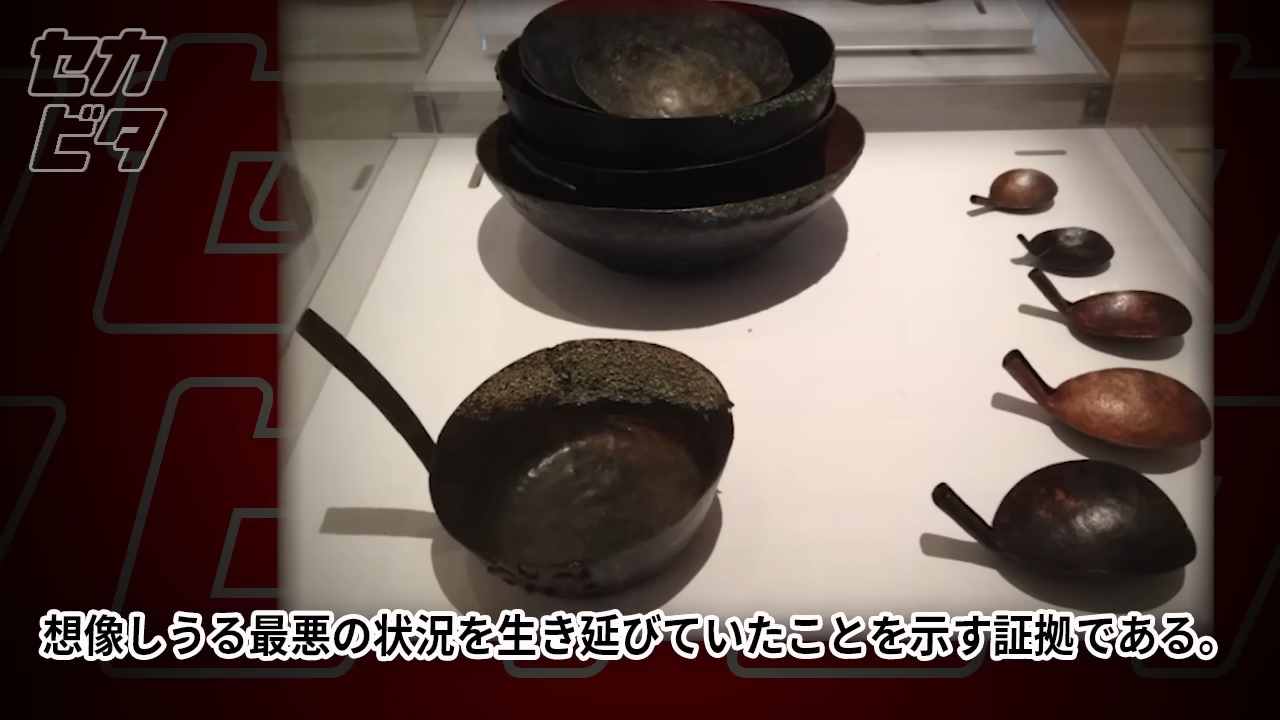 セカ
ビタ
想像しうる最悪の状況を生き延びていたことを示す証拠である。